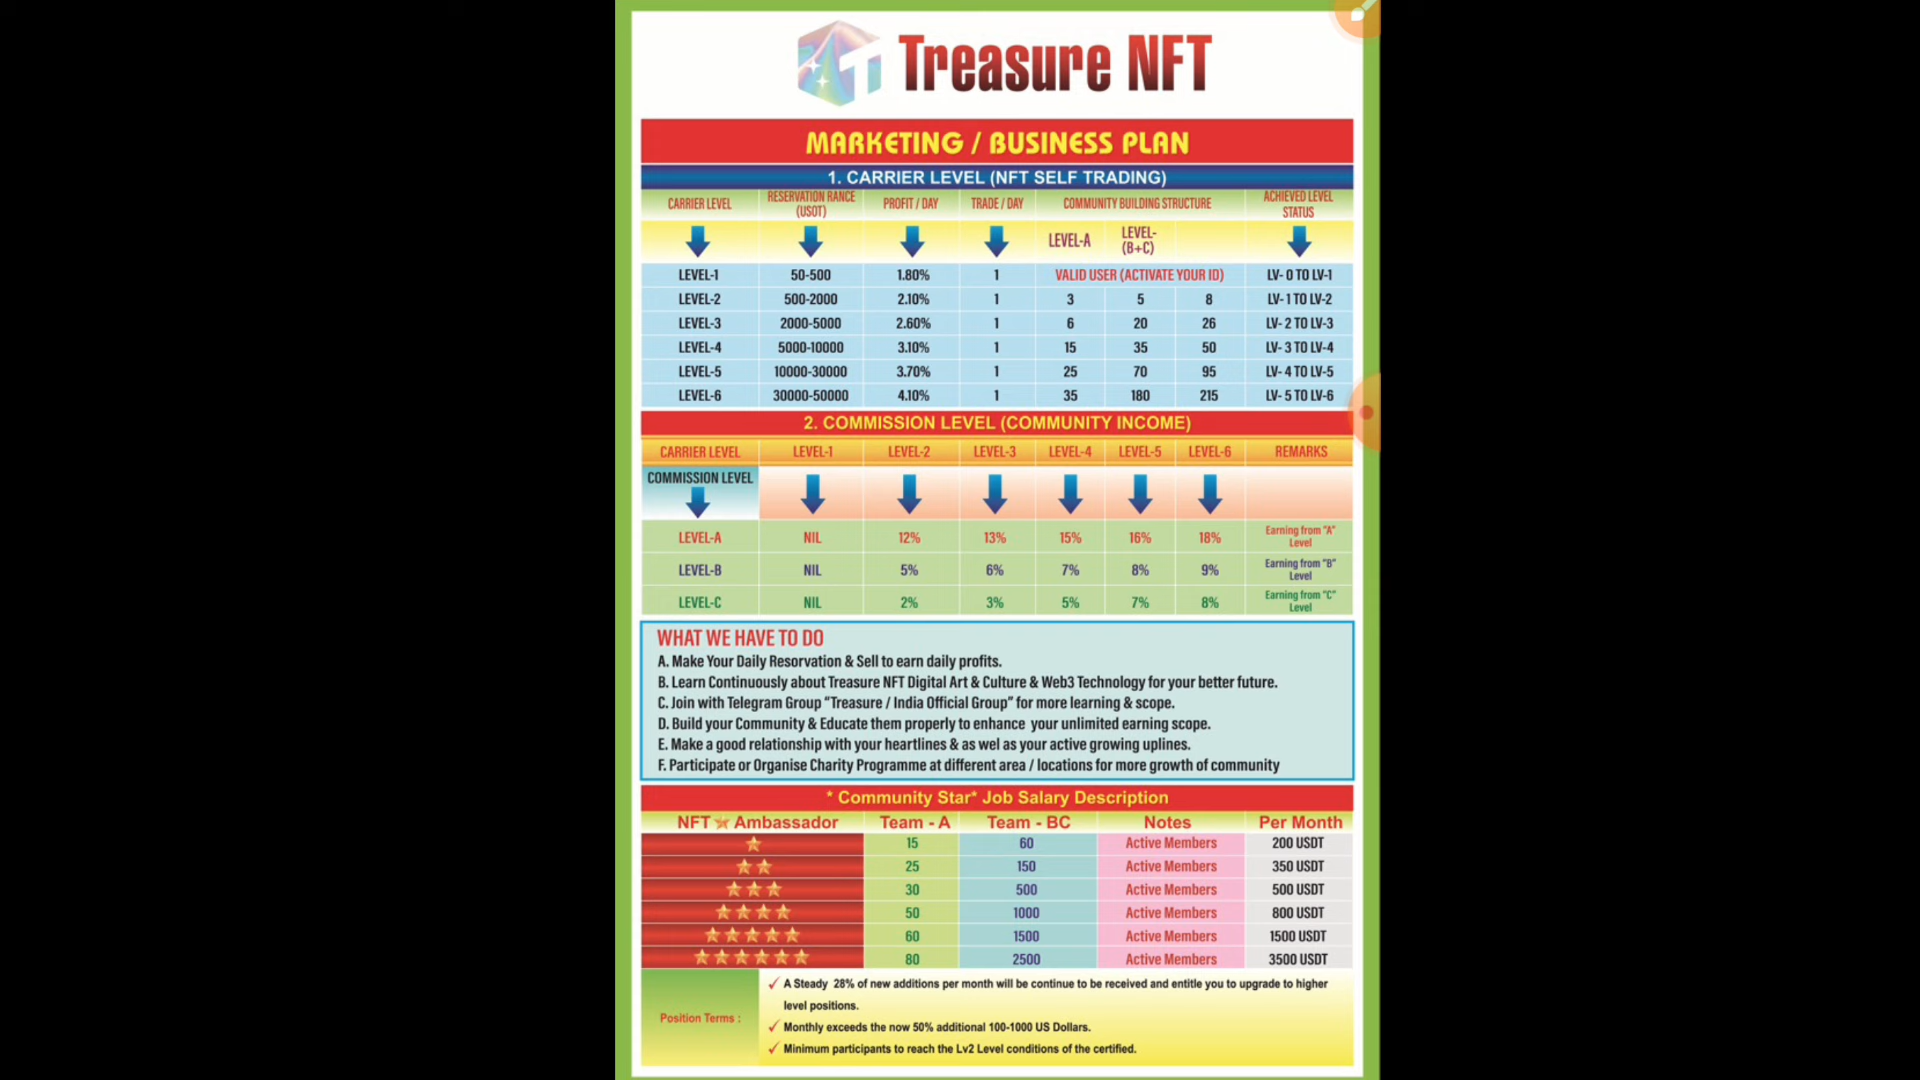 Treasure NFT
MARKETING / BUSINESS PLAN
1. CARRIER LEVEL (NFT SELF TRADING)
CARRIER LEVEL RESERVATION RANCE (USOT) PROFIT / DAY TRADE / DAY COMMUNITY BUILDING STRUCTURE ACHIEVED LEVEL STATUS
LEVEL-A LEVEL-(B+C)
LEVEL-1 50-500 1.80% 1 VALID USER (ACTIVATE YOUR ID) LV- 0 TO LV-1
LEVEL-2 500-2000 2.10% 1 3 5 8 LV- 1 TO LV-2
LEVEL-3 2000-5000 2.60% 1 6 20 26 LV- 2 TO LV-3
LEVEL-4 5000-10000 3.10% 1 15 35 50 LV- 3 TO LV-4
LEVEL-5 10000-30000 3.70% 1 25 70 95 LV- 4 TO LV-5
LEVEL-6 30000-50000 4.10% 1 35 180 215 LV- 5 TO LV-6
2. COMMISSION LEVEL (COMMUNITY INCOME)
CARRIER LEVEL LEVEL-1 LEVEL-2 LEVEL-3 LEVEL-4 LEVEL-5 LEVEL-6 REMARKS
COMMISSION LEVEL
LEVEL-A NIL 12% 13% 15% 16% 18% Earning from "A" Level
LEVEL-B NIL 5% 6% 7% 8% 9% Earning from "B" Level
LEVEL-C NIL 2% 3% 5% 7% 8% Earning from "C" Level
WHAT WE HAVE TO DO
A. Make Your Daily Resorvation & Sell to earn daily profits.
B. Learn Continuously about Treasure NFT Digital Art & Culture & Web3 Technology for your better future.
C. Join with Telegram Group "Treasure / India Official Group" for more learning & scope.
D. Build your Community & Educate them properly to enhance your unlimited earning scope.
E. Make a good relationship with your heartlines & as wel as your active growing uplines.
F. Participate or Organise Charity Programme at different area / locations for more growth of community
* Community Star* Job Salary Description
NFT Ambassador Team - A Team - BC Notes Per Month
15 60 Active Members 200 USDT
25 150 Active Members 350 USDT
30 500 Active Members 500 USDT
50 1000 Active Members 800 USDT
60 1500 Active Members 1500 USDT
80 2500 Active Members 3500 USDT
Position Terms :
✓ A Steady 28% of new additions per month will be continue to be received and entitle you to upgrade to higher
level positions.
✓ Monthly exceeds the now 50% additional 100-1000 US Dollars.
✓ Minimum participants to reach the Lv2 Level conditions of the certified.